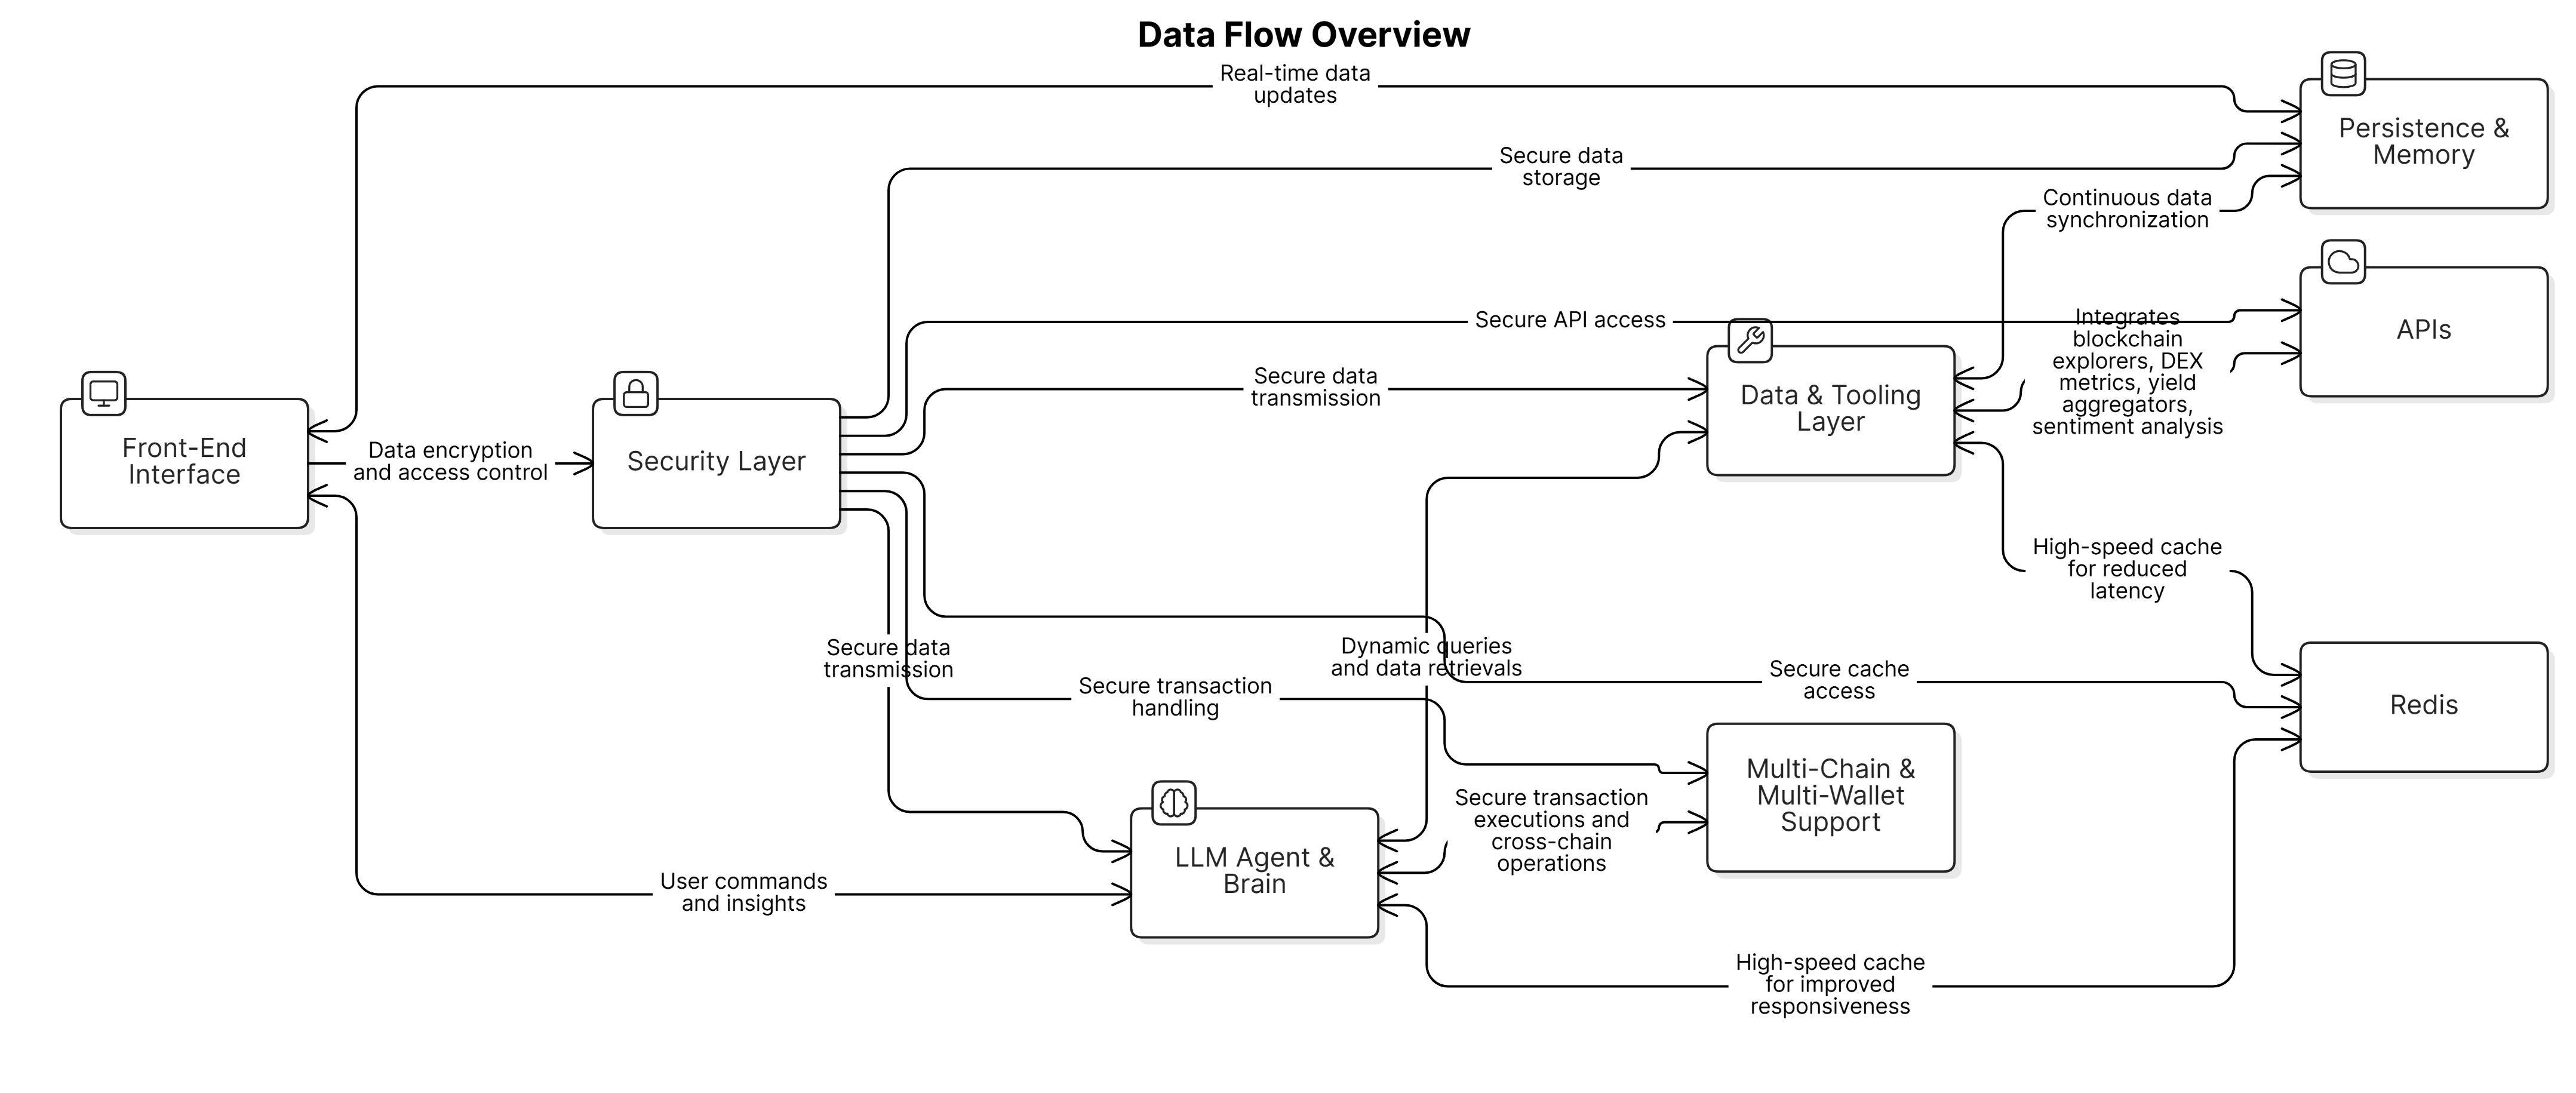 Data Flow Overview
Real-time data
updates
Persistence &
Memory
Secure data
storage
Continuous data
synchronization
Secure API access
Integrates
blockchain
explorers, DEX
metrics, yield
aggregators,
sentiment analysis
APIs
Secure data
transmission
Data & Tooling
Layer
Front-End
Interface
Data encryption
and access control
Security Layer
High-speed cache
for reduced
latency
Secure data
transmission
Dynamic queries
and data retrievals
Secure transaction
handling
Secure cache
access
Redis
Multi-Chain &
Multi-Wallet
Support
Secure transaction
executions and
cross-chain
operations
LLM Agent &
Brain
User commands
and insights
High-speed cache
for improved
responsiveness